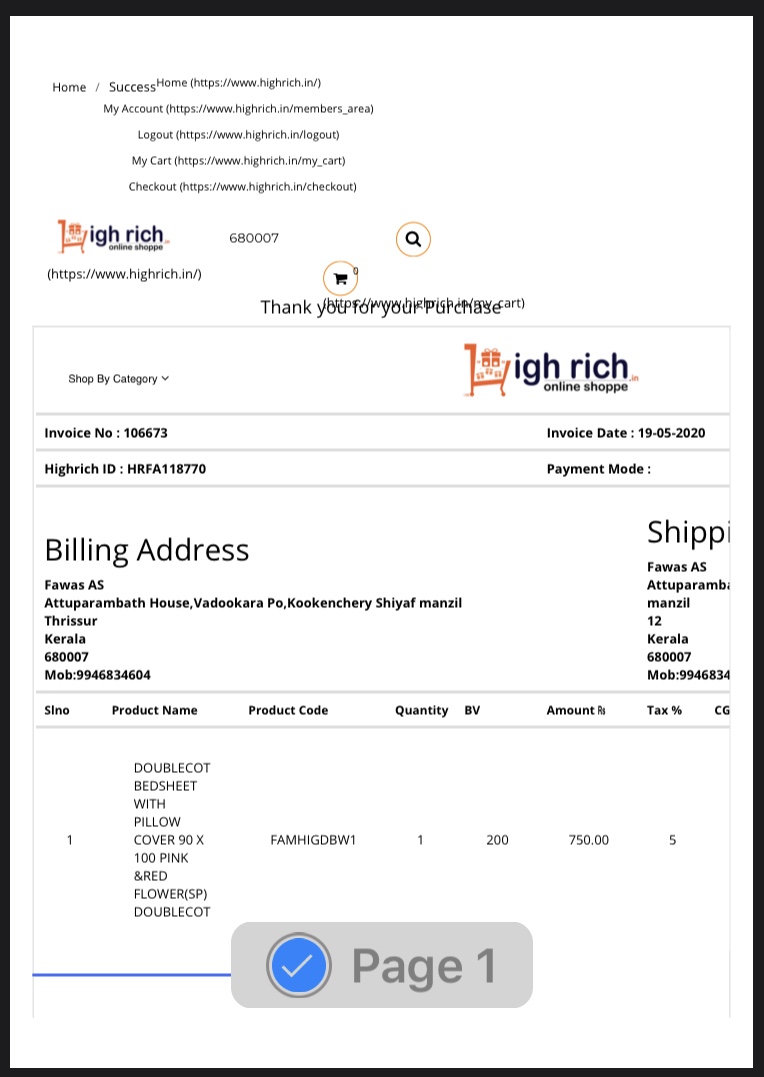 Home / Success
Home (https://www.highrich.in/)
My Account (https://www.highrich.in/members_area)
Logout (https://www.highrich.in/logout)
My Cart (https://www.highrich.in/my_cart)
Checkout (https://www.highrich.in/checkout)
igh rich.in
online shoppe
680007
(https://www.highrich.in/)
0
(https://www.highrich.in/my_cart)
Thank you for your Purchase
Shop By Category
igh rich.in
online shoppe
Invoice No : 106673 Invoice Date : 19-05-2020
Highrich ID : HRFA118770 Payment Mode :
Billing Address
Fawas AS
Attuparambath House,Vadookara Po,Kookenchery Shiyaf manzil
Thrissur
Kerala
680007
Mob:9946834604
Shippi
Fawas AS
Attuparamba
manzil
12
Kerala
680007
Mob:9946834
Slno Product Name Product Code Quantity BV Amount ₨ Tax % CG
1 DOUBLECOT
BEDSHEET
WITH
PILLOW
COVER 90 X
100 PINK
&RED
FLOWER(SP)
DOUBLECOT
FAMHIGDBW1 1 200 750.00 5
Page 1